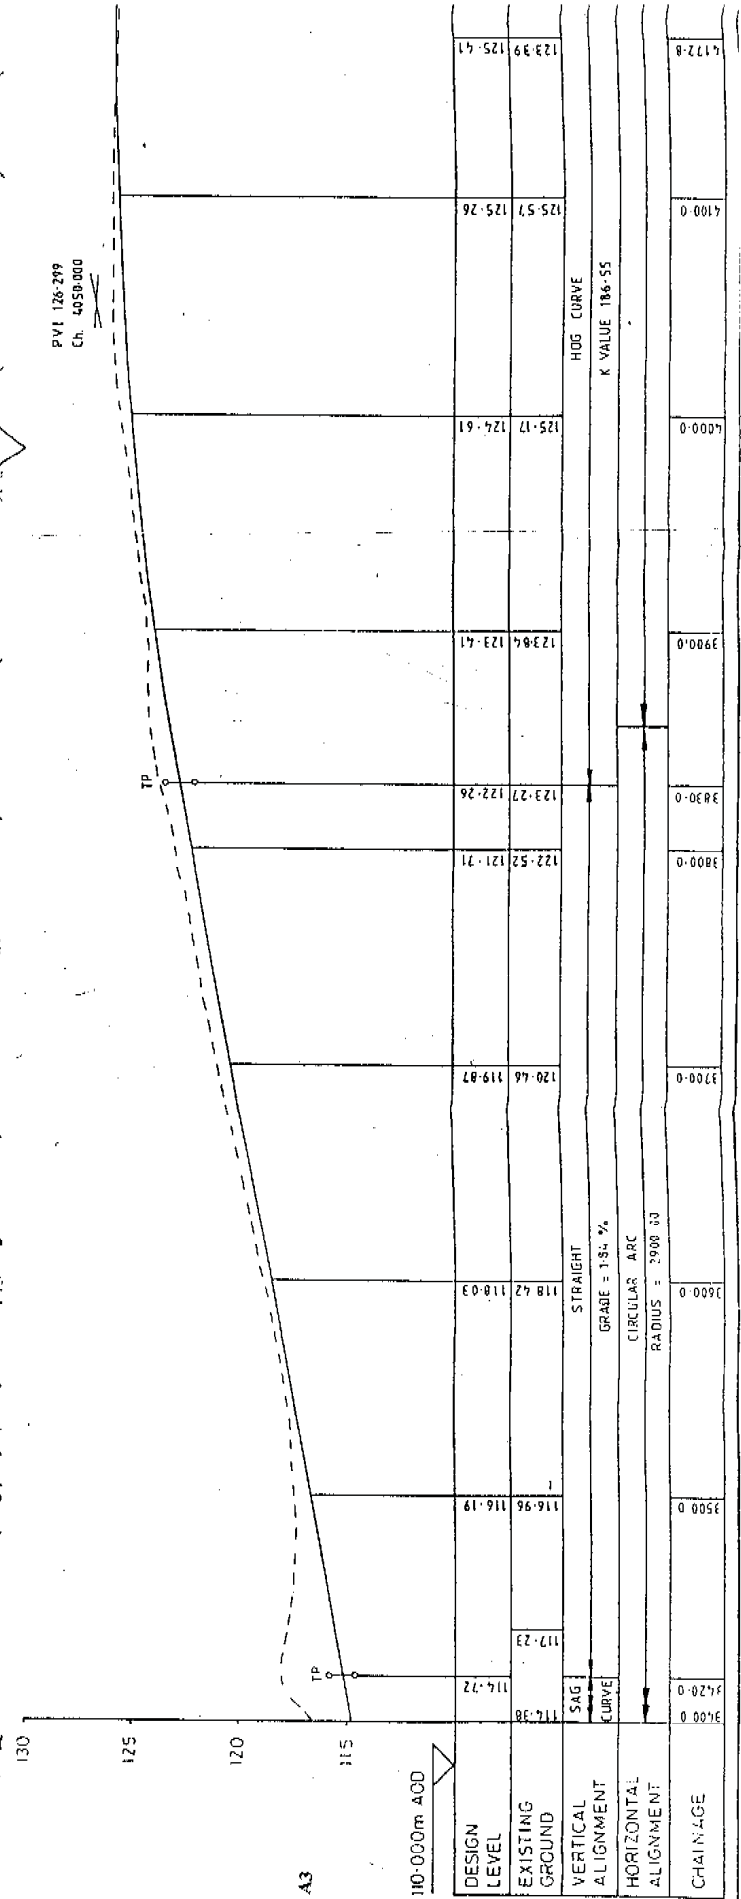 PVI 126·299
Ch. 4050·000
130
125
120
115
TP
TP
A3
110·000m AOD
DESIGN LEVEL
114·72
116·19
118·03
119·87
121·71
122·26
123·41
124·61
125·26
125·41
EXISTING GROUND
114·38
117·23
116·96
118·42
120·46
122·52
123·27
123·84
125·17
125·57
123·39
VERTICAL ALIGNMENT
SAG CURVE
STRAIGHT
GRADE = 1·84 %
HOG CURVE
K VALUE 186·55
HORIZONTAL ALIGNMENT
CIRCULAR ARC
RADIUS = 2900
CHAINAGE
3400·0
3420·0
3500·0
3600·0
3700·0
3800·0
3830·0
3900·0
4000·0
4100·0
4172·8